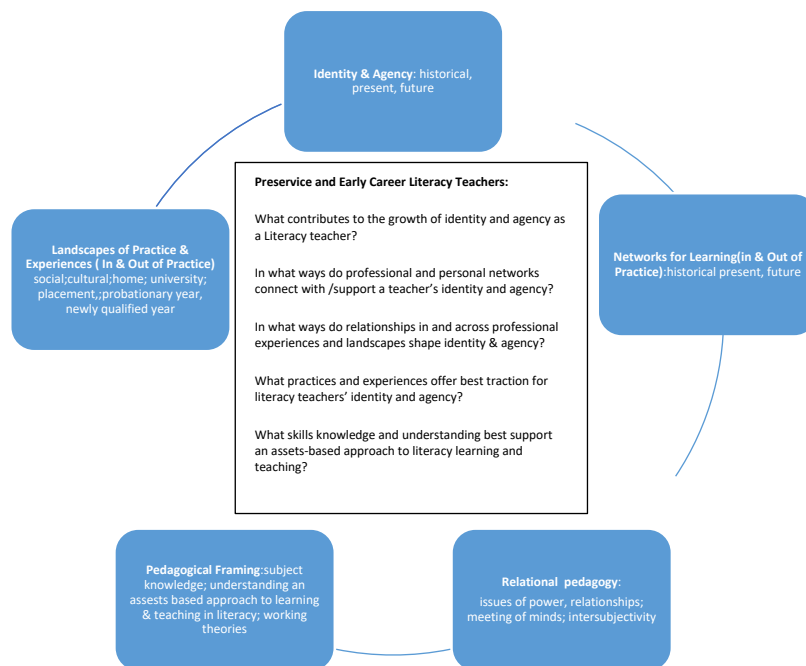 Identity & Agency: historical,
present, future
Landscapes of Practice &
Experiences ( In & Out of Practice)
social;cultural;home; university;
placement,;probationary year,
newly qualified year
Preservice and Early Career Literacy Teachers:
What contributes to the growth of identity and agency as
a Literacy teacher?
In what ways do professional and personal networks
connect with /support a teacher’s identity and agency?
In what ways do relationships in and across professional
experiences and landscapes shape identity & agency?
What practices and experiences offer best traction for
literacy teachers’ identity and agency?
What skills knowledge and understanding best support
an assets-based approach to literacy learning and
teaching?
Networks for Learning(in & Out of
Practice):historical present, future
Pedagogical Framing:subject
knowledge; understanding an
assests based approach to learning
& teaching in literacy; working
theories
Relational pedagogy:
issues of power, relationships;
meeting of minds; intersubjectivity